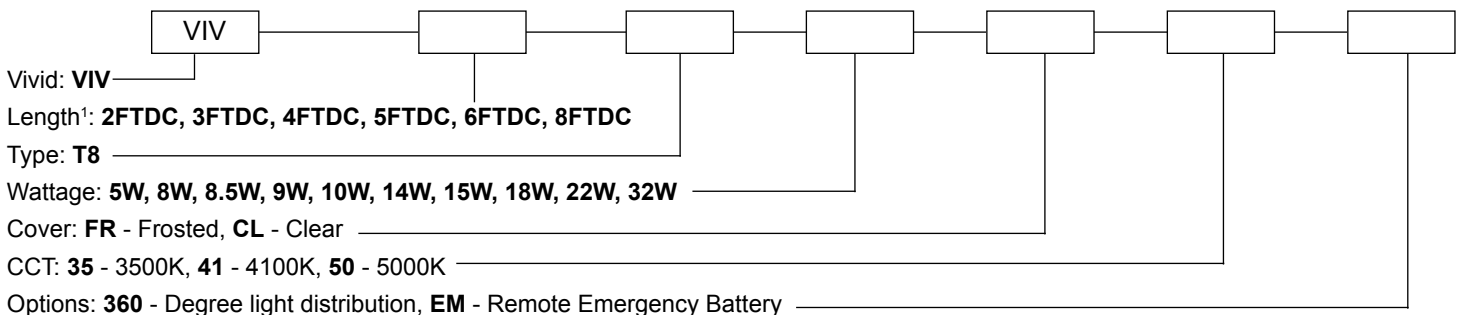 VIV
Vivid: VIV
Length¹: 2FTDC, 3FTDC, 4FTDC, 5FTDC, 6FTDC, 8FTDC
Type: T8
Wattage: 5W, 8W, 8.5W, 9W, 10W, 14W, 15W, 18W, 22W, 32W
Cover: FR - Frosted, CL - Clear
CCT: 35 - 3500K, 41 - 4100K, 50 - 5000K
Options: 360 - Degree light distribution, EM - Remote Emergency Battery